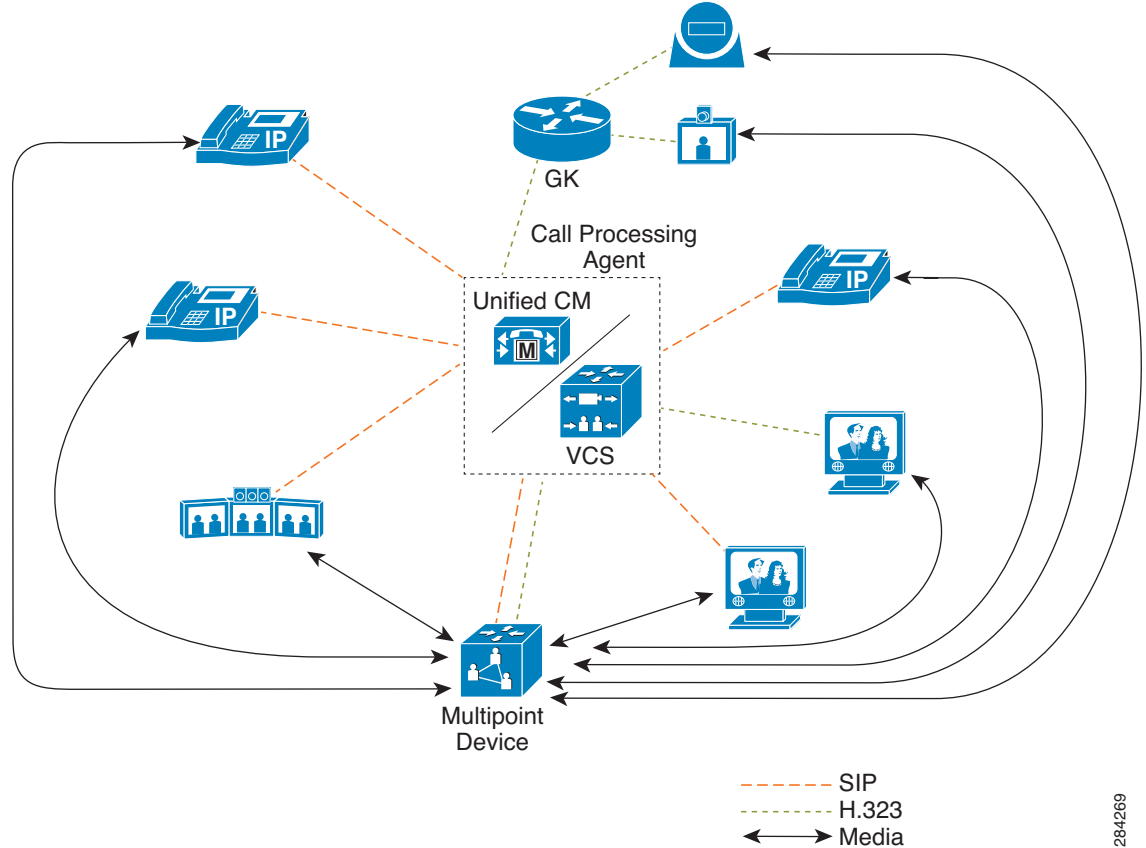 IP
GK
Call Processing
Agent
IP
Unified CM
IP
M
VCS
Multipoint
Device
SIP
H.323
Media
284269